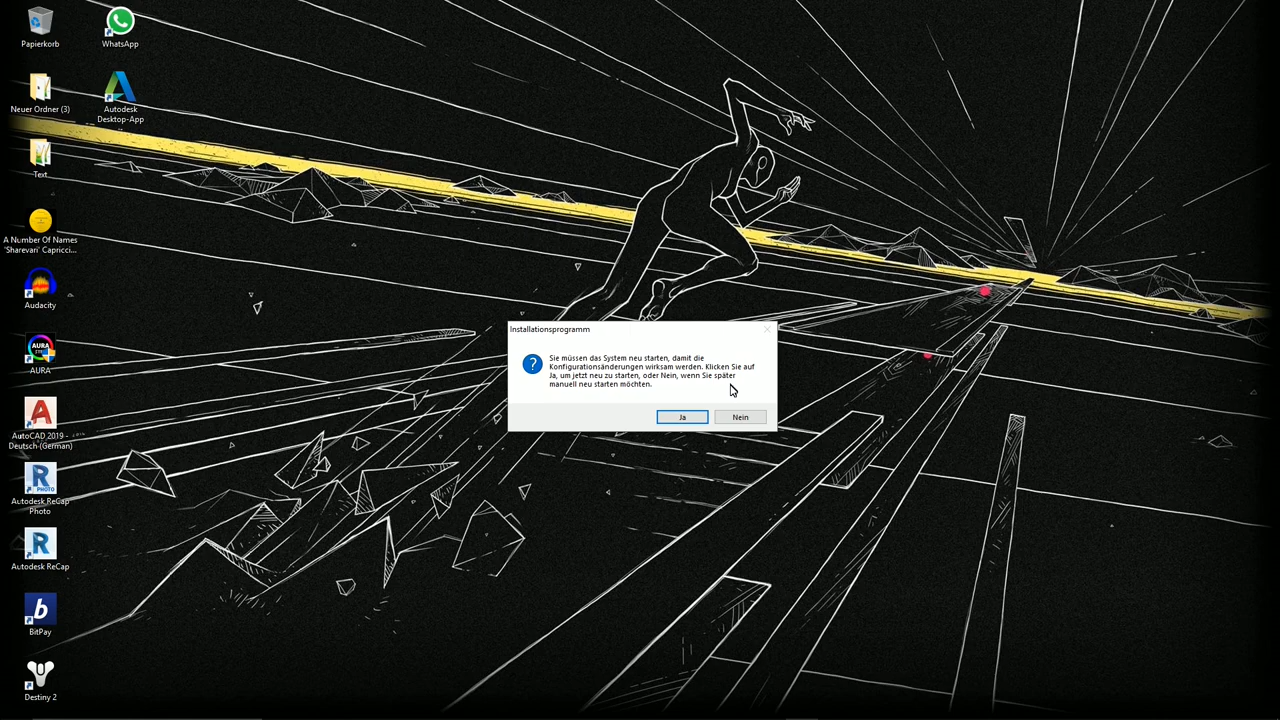 Papierkorb
WhatsApp
Neuer Ordner (3)
Autodesk
Desktop-App
Text
A Number Of Names
'Sharevari' Capricci...
Audacity
AURA
AURA
AutoCAD 2019 -
Deutsch (German)
PHOTO
Autodesk ReCap
Photo
Autodesk ReCap
BitPay
Destiny 2
Installationsprogramm
Sie müssen das System neu starten, damit die
Konfigurationsänderungen wirksam werden. Klicken Sie auf
Ja, um jetzt neu zu starten, oder Nein, wenn Sie später
manuell neu starten möchten.
Ja
Nein